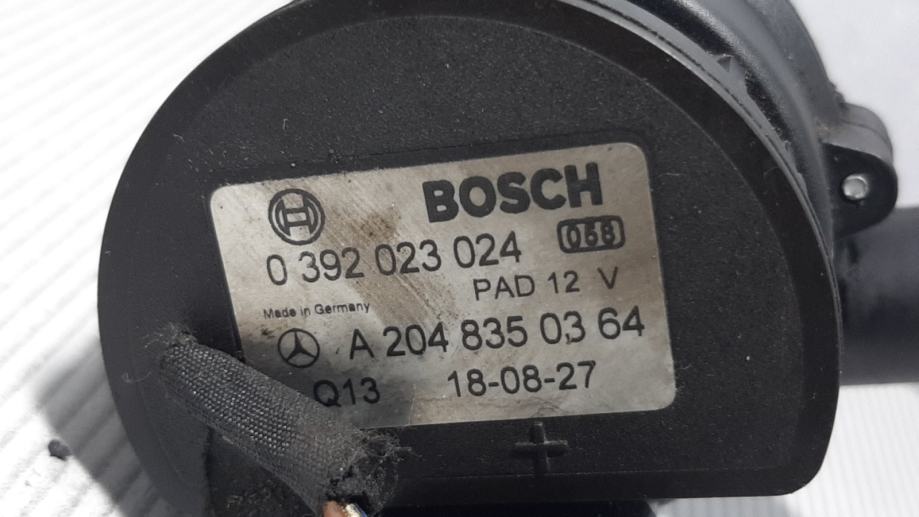 BOSCH
0 392 023 024 068
PAD 12 V
Made in Germany
A 204 835 03 64
Q13 18-08-27